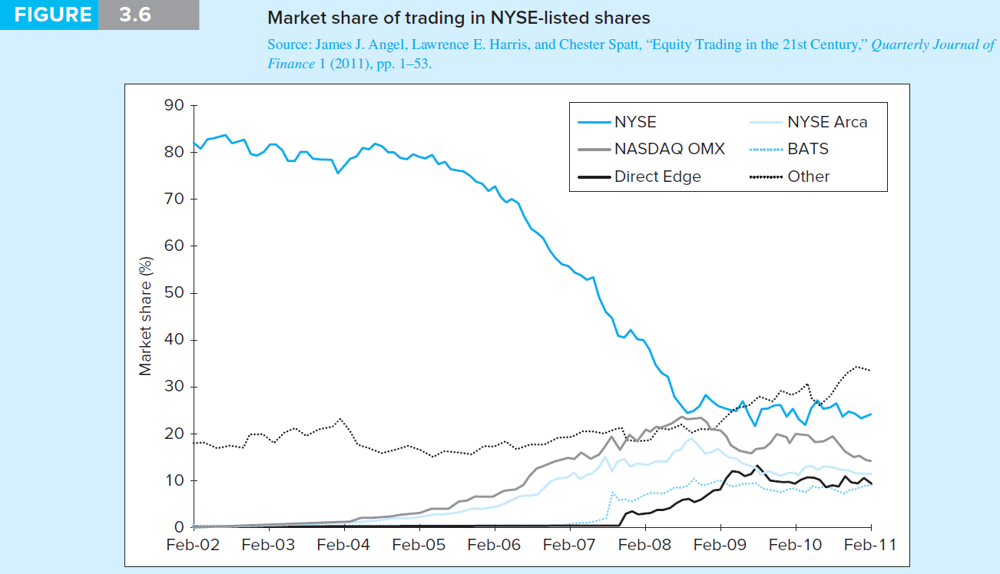 FIGURE 3.6
Market share of trading in NYSE-listed shares
Source: James J. Angel, Lawrence E. Harris, and Chester Spatt, “Equity Trading in the 21st Century,” Quarterly Journal of
Finance 1 (2011), pp. 1–53.
90
80
70
60
50
40
30
20
10
0
Market share (%)
NYSE
NYSE Arca
NASDAQ OMX
BATS
Direct Edge
Other
Feb-02 Feb-03 Feb-04 Feb-05 Feb-06 Feb-07 Feb-08 Feb-09 Feb-10 Feb-11